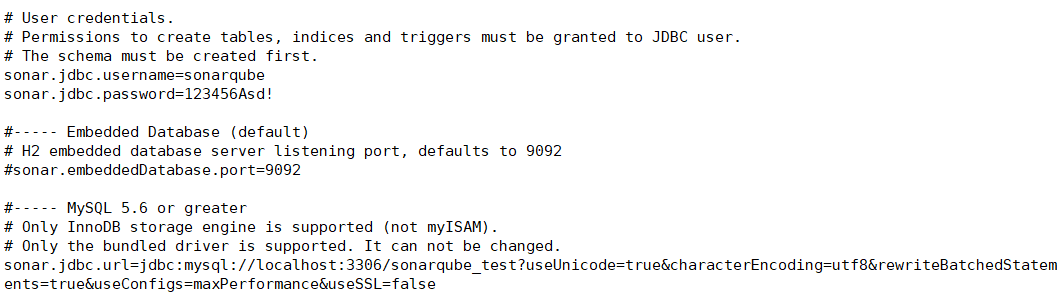 # User credentials.
# Permissions to create tables, indices and triggers must be granted to JDBC user.
# The schema must be created first.
sonar.jdbc.username=sonarqube
sonar.jdbc.password=123456Asd!
#----- Embedded Database (default)
# H2 embedded database server listening port, defaults to 9092
#sonar.embeddedDatabase.port=9092
#----- MySQL 5.6 or greater
# Only InnoDB storage engine is supported (not myISAM).
# Only the bundled driver is supported. It can not be changed.
sonar.jdbc.url=jdbc:mysql://localhost:3306/sonarqube_test?useUnicode=true&characterEncoding=utf8&rewriteBatchedStatem
ents=true&useConfigs=maxPerformance&useSSL=false